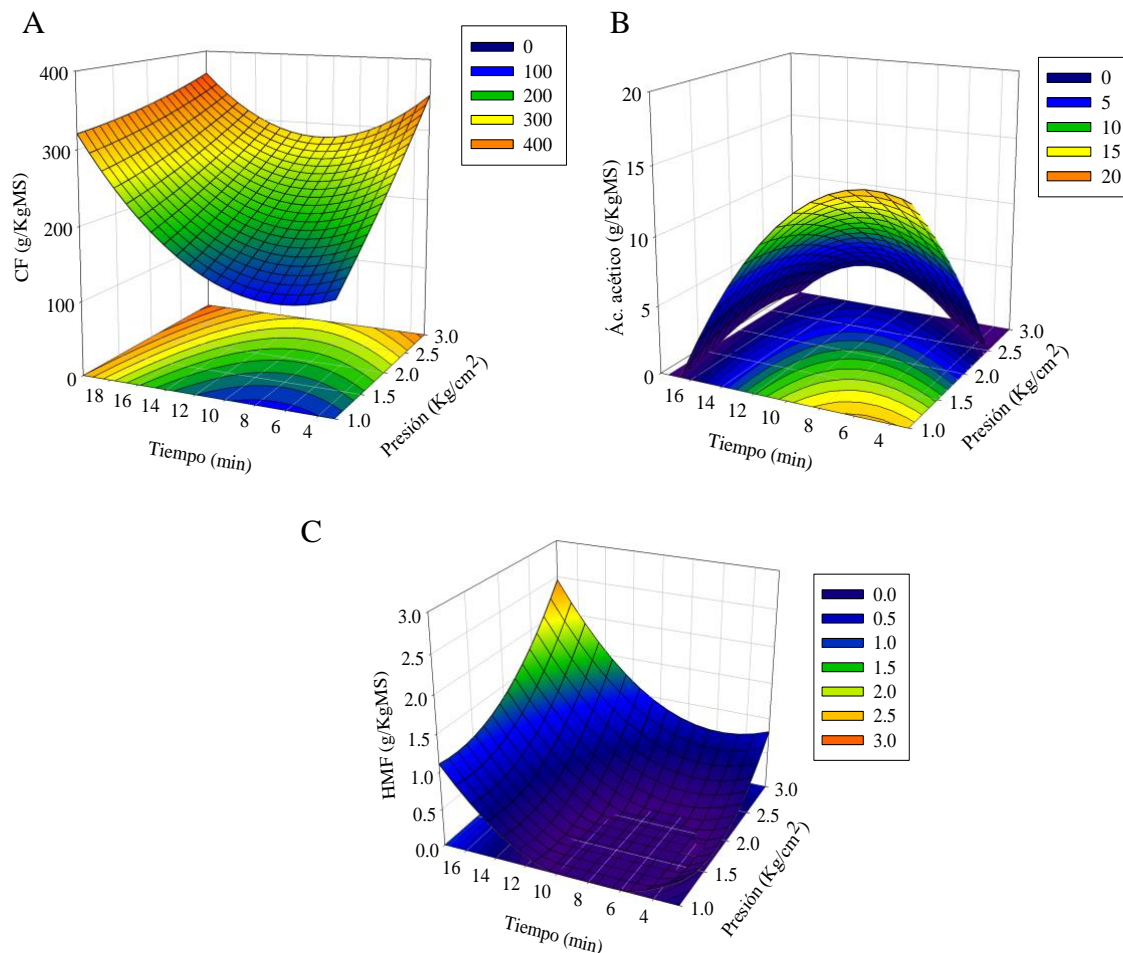 A
400
300
200
100
0
CF (g/KgMS)
18 16 14 12 10 8 6 4
Tiempo (min)
1.0 1.5 2.0 2.5 3.0
Presión (Kg/cm2)
0
100
200
300
400
B
20
15
10
5
0
Ác. acético (g/KgMS)
16 14 12 10 8 6 4
Tiempo (min)
1.0 1.5 2.0 2.5 3.0
Presión (Kg/cm2)
0
5
10
15
20
C
3.0
2.5
2.0
1.5
1.0
0.5
0.0
HMF (g/KgMS)
16 14 12 10 8 6 4
Tiempo (min)
1.0 1.5 2.0 2.5 3.0
Presión (Kg/cm2)
0.0
0.5
1.0
1.5
2.0
2.5
3.0